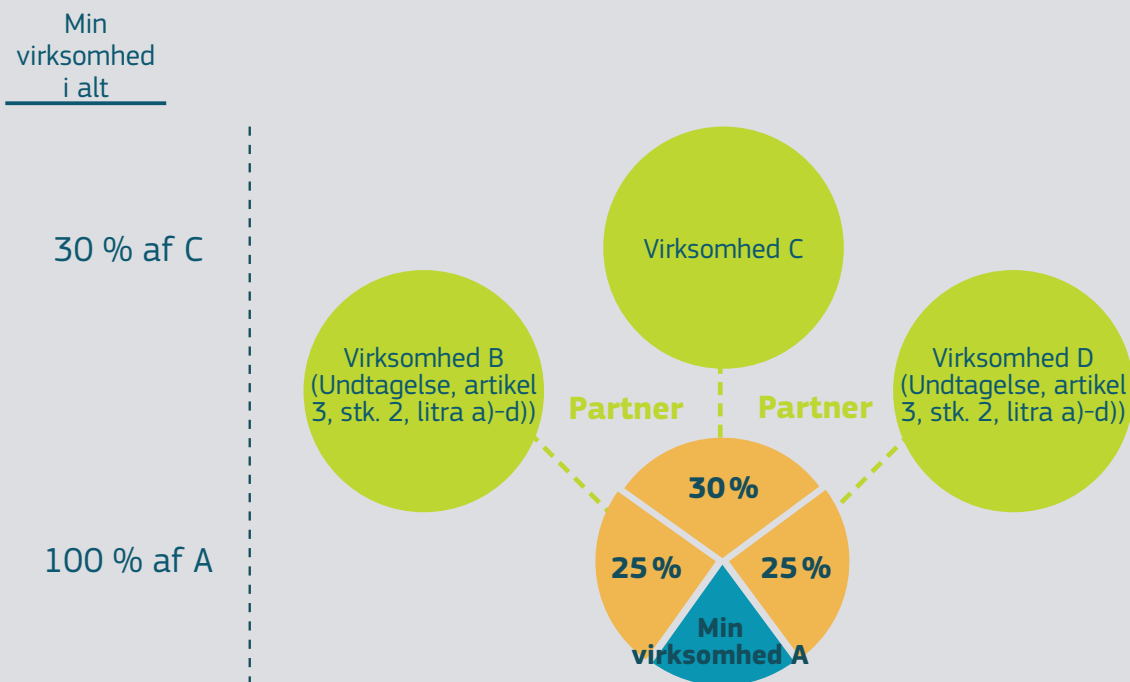 Min
virksomhed
i alt
30 % af C
100 % af A
Virksomhed C
Virksomhed B
(Undtagelse, artikel
3, stk. 2, litra a)-d))
Virksomhed D
(Undtagelse, artikel
3, stk. 2, litra a)-d))
Partner
Partner
30 %
25 %
25 %
Min
virksomhed A